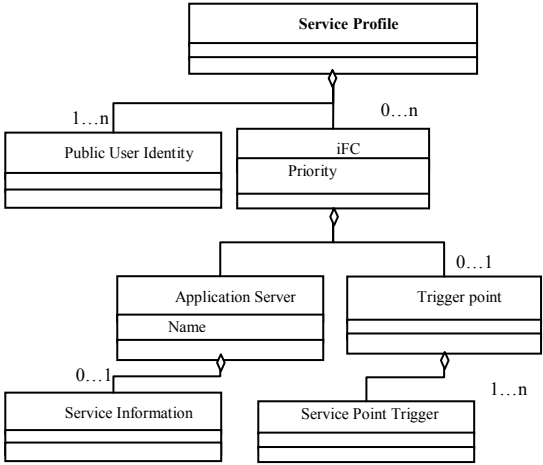 Service Profile
1…n
0…n
Public User Identity
iFC
Priority
0…1
Application Server
Trigger point
Name
0…1
1…n
Service Information
Service Point Trigger